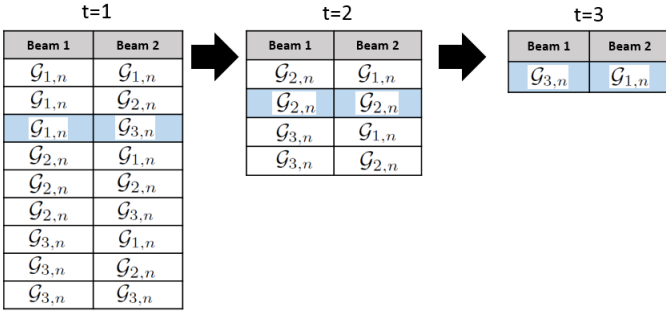 t=1 t=2 t=3
Beam 1 Beam 2 Beam 1 Beam 2 Beam 1 Beam 2
𝒢1,n 𝒢1,n 𝒢2,n 𝒢1,n 𝒢3,n 𝒢1,n
𝒢1,n 𝒢2,n 𝒢2,n 𝒢2,n
𝒢1,n 𝒢3,n 𝒢3,n 𝒢1,n
𝒢2,n 𝒢1,n 𝒢3,n 𝒢2,n
𝒢2,n 𝒢2,n
𝒢2,n 𝒢3,n
𝒢3,n 𝒢1,n
𝒢3,n 𝒢2,n
𝒢3,n 𝒢3,n